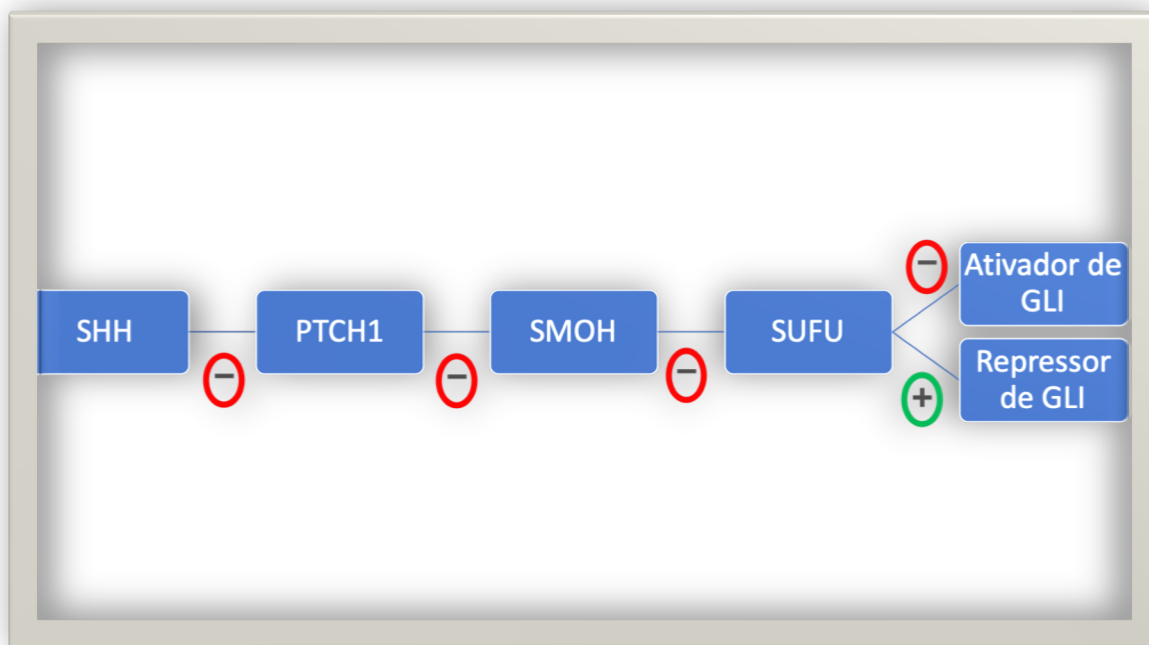 SHH
PTCH1
SMOH
SUFU
−
−
−
−
+
Ativador de
GLI
Repressor
de GLI